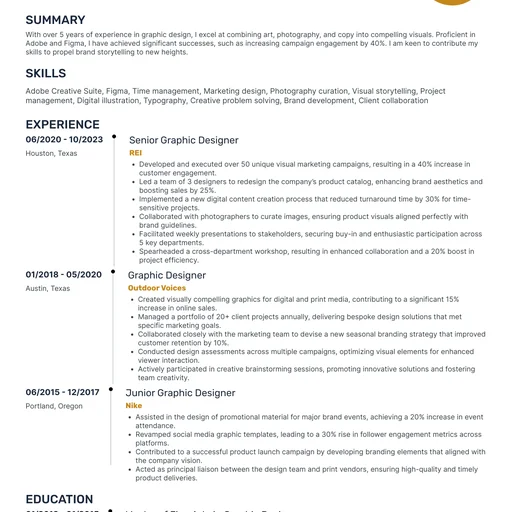 SUMMARY
With over 5 years of experience in graphic design, I excel at combining art, photography, and copy into compelling visuals. Proficient in
Adobe and Figma, I have achieved significant successes, such as increasing campaign engagement by 40%. I am keen to contribute my
skills to propel brand storytelling to new heights.
SKILLS
Adobe Creative Suite, Figma, Time management, Marketing design, Photography curation, Visual storytelling, Project
management, Digital illustration, Typography, Creative problem solving, Brand development, Client collaboration
EXPERIENCE
06/2020 - 10/2023
Senior Graphic Designer
Houston, Texas
REI
• Developed and executed over 50 unique visual marketing campaigns, resulting in a 40% increase in
customer engagement.
• Led a team of 3 designers to redesign the company's product catalog, enhancing brand aesthetics and
boosting sales by 25%.
• Implemented a new digital content creation process that reduced turnaround time by 30% for time-
sensitive projects.
• Collaborated with photographers to curate images, ensuring product visuals aligned perfectly with
brand guidelines.
• Facilitated weekly presentations to stakeholders, securing buy-in and enthusiastic participation across
5 key departments.
• Spearheaded a cross-department workshop, resulting in enhanced collaboration and a 20% boost in
project efficiency.
01/2018 - 05/2020
Graphic Designer
Austin, Texas
Outdoor Voices
• Created visually compelling graphics for digital and print media, contributing to a significant 15%
increase in online sales.
• Managed a portfolio of 20+ client projects annually, delivering bespoke design solutions that met
specific marketing goals.
• Collaborated closely with the marketing team to devise a new seasonal branding strategy that improved
customer retention by 10%.
• Conducted design assessments across multiple campaigns, optimizing visual elements for enhanced
viewer interaction.
• Actively participated in creative brainstorming sessions, promoting innovative solutions and fostering
team creativity.
06/2015 - 12/2017
Junior Graphic Designer
Portland, Oregon
Nike
• Assisted in the design of promotional material for major brand events, achieving a 20% increase in event
attendance.
• Revamped social media graphic templates, leading to a 30% rise in follower engagement metrics across
platforms.
• Contributed to a successful product launch campaign by developing branding elements that aligned with
the company vision.
• Acted as principal liaison between the design team and print vendors, ensuring high-quality and timely
product deliveries.
EDUCATION